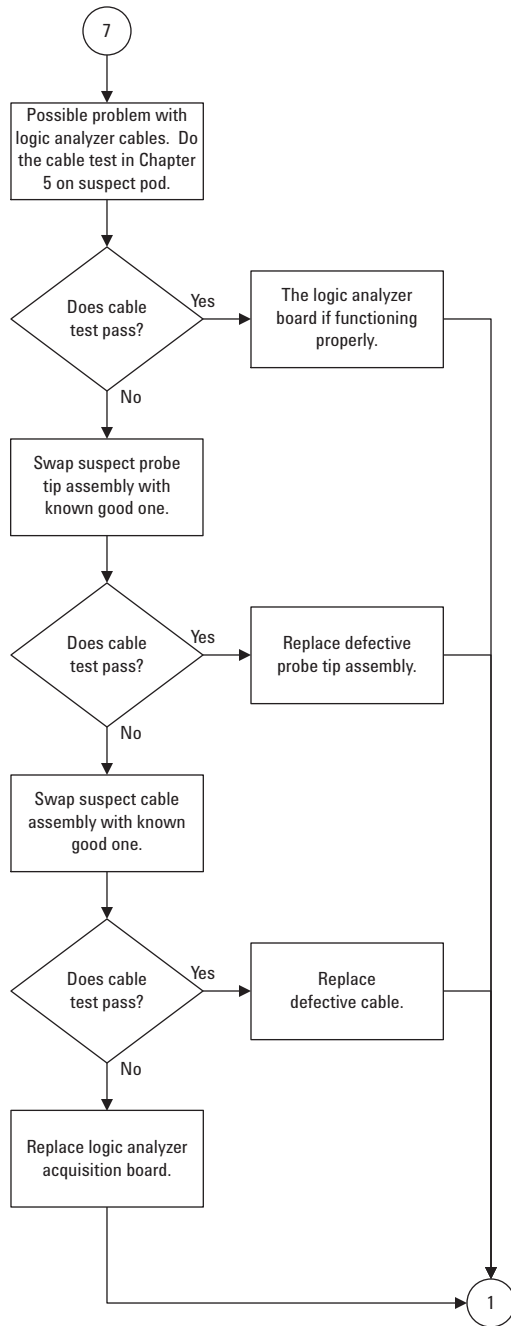 7
Possible problem with
logic analyzer cables. Do
the cable test in Chapter
5 on suspect pod.
Does cable
test pass?
Yes
The logic analyzer
board if functioning
properly.
No
Swap suspect probe
tip assembly with
known good one.
Does cable
test pass?
Yes
Replace defective
probe tip assembly.
No
Swap suspect cable
assembly with known
good one.
Does cable
test pass?
Yes
Replace
defective cable.
No
Replace logic analyzer
acquisition board.
1